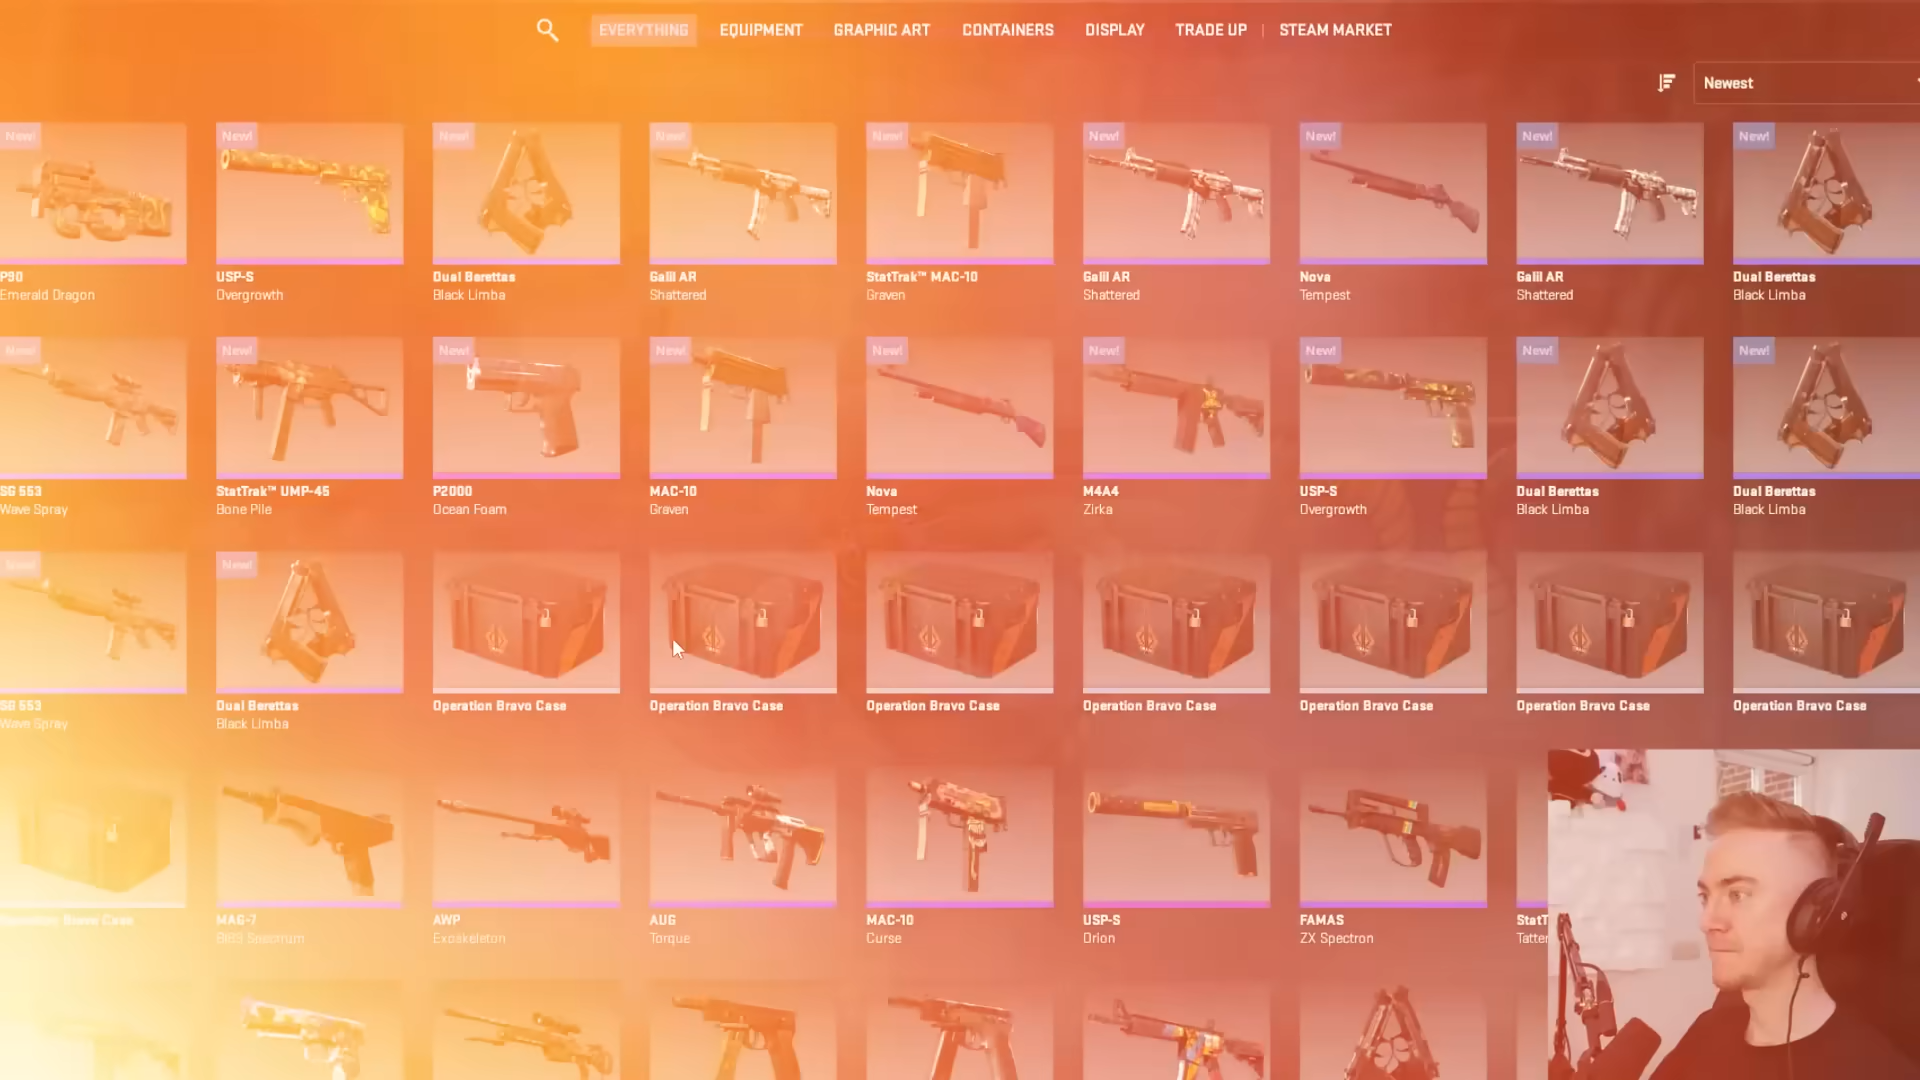 EVERYTHING EQUIPMENT GRAPHIC ART CONTAINERS DISPLAY TRADE UP | STEAM MARKET
Newest
New! New! New! New! New! New! New! New! New!
P90 USP-S Dual Berettas Galil AR StatTrak™ MAC-10 Galil AR Nova Galil AR Dual Berettas
Emerald Dragon Overgrowth Black Limba Shattered Graven Shattered Tempest Shattered Black Limba
New! New! New! New! New! New! New! New! New!
SG 553 StatTrak™ UMP-45 P2000 MAC-10 Nova M4A4 USP-S Dual Berettas Dual Berettas
Wave Spray Bone Pile Ocean Foam Graven Tempest Zirka Overgrowth Black Limba Black Limba
New! New!
SG 553 Dual Berettas Operation Bravo Case Operation Bravo Case Operation Bravo Case Operation Bravo Case Operation Bravo Case Operation Bravo Case Operation Bravo Case
Wave Spray Black Limba
Operation Bravo Case MAG-7 AWP AUG MAC-10 USP-S FAMAS StatT
Exoskeleton Torque Curse Orion ZX Spectron Tatter